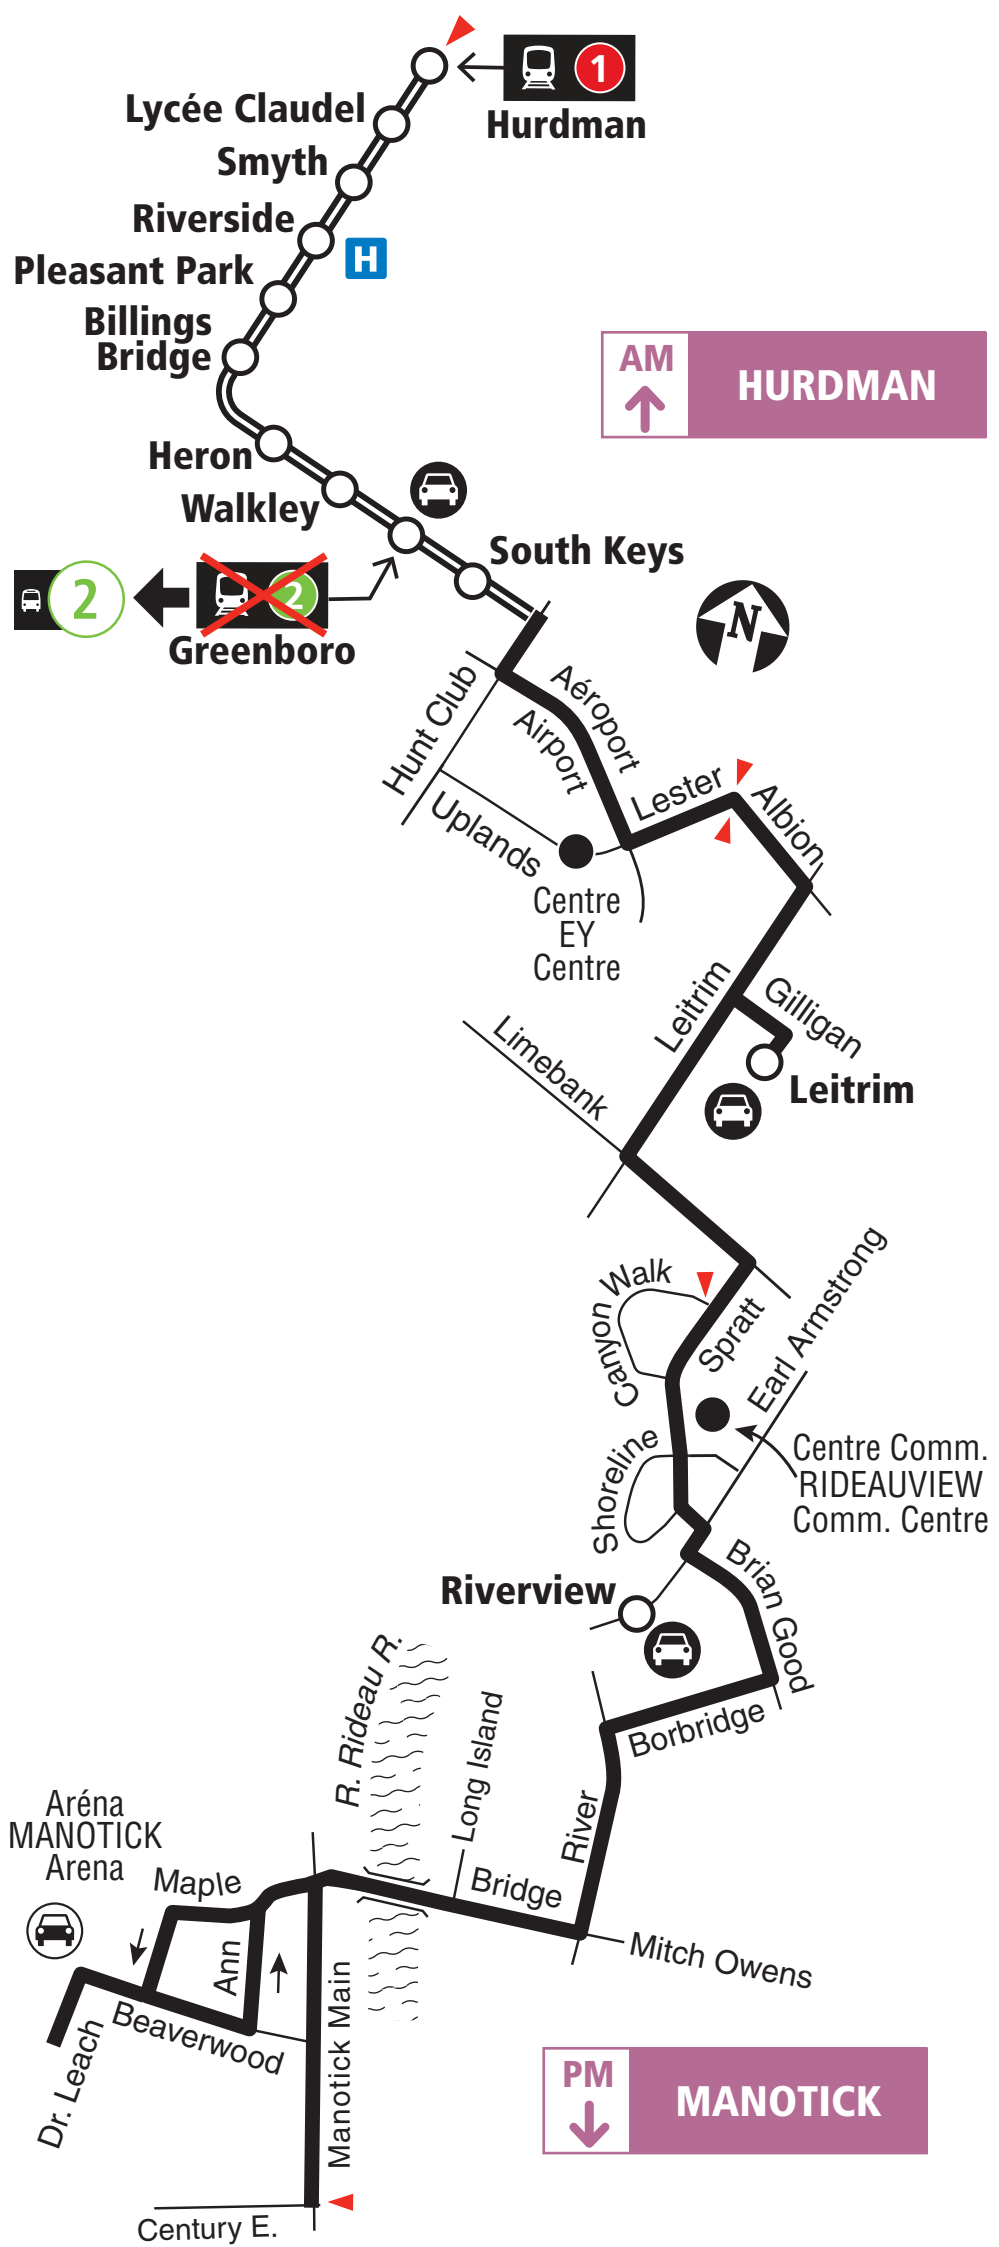 1
Hurdman
Lycée Claudel
Smyth
Riverside
H
Pleasant Park
Billings
Bridge
AM
HURDMAN
Heron
Walkley
South Keys
2
2
Greenboro
N
Hunt Club
Aéroport
Airport
Uplands
Lester
Albion
Centre
EY
Centre
Leitrim
Gilligan
Leitrim
Limebank
Canyon Walk
Spratt
Earl Armstrong
Shoreline
Centre Comm.
RIDEAUVIEW
Comm. Centre
Brian Good
Riverview
Borbridge
R. Rideau R.
Long Island
River
Bridge
Mitch Owens
Aréna
MANOTICK
Arena
Maple
Ann
Beaverwood
Dr. Leach
Manotick Main
PM
MANOTICK
Century E.